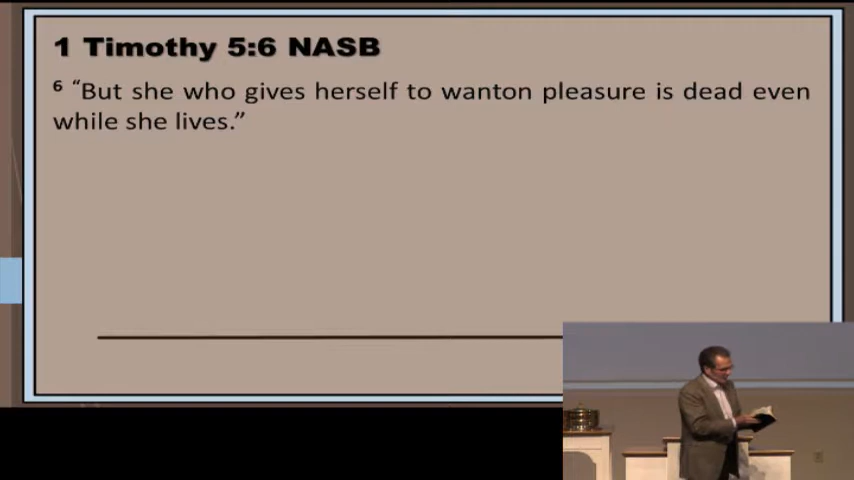 1 Timothy 5:6 NASB
6 “But she who gives herself to wanton pleasure is dead even
while she lives.”